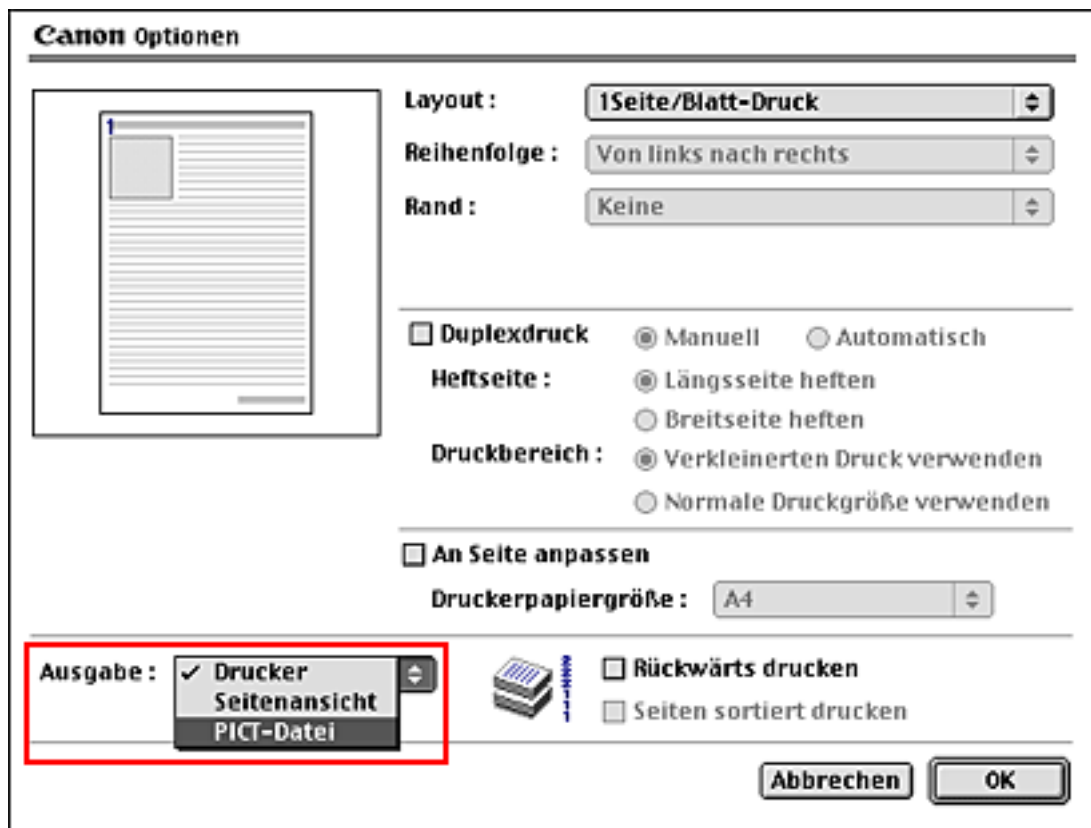 Canon Optionen
1
Layout : 1Seite/Blatt-Druck
Reihenfolge : Von links nach rechts
Rand : Keine
Duplexdruck Manuell Automatisch
Heftseite : Längsseite heften
Breitseite heften
Druckbereich : Verkleinerten Druck verwenden
Normale Druckgröße verwenden
An Seite anpassen
Druckerpapiergröße : A4
Ausgabe : ✓ Drucker
Seitenansicht
PICT-Datei
222111
Rückwärts drucken
Seiten sortiert drucken
Abbrechen OK